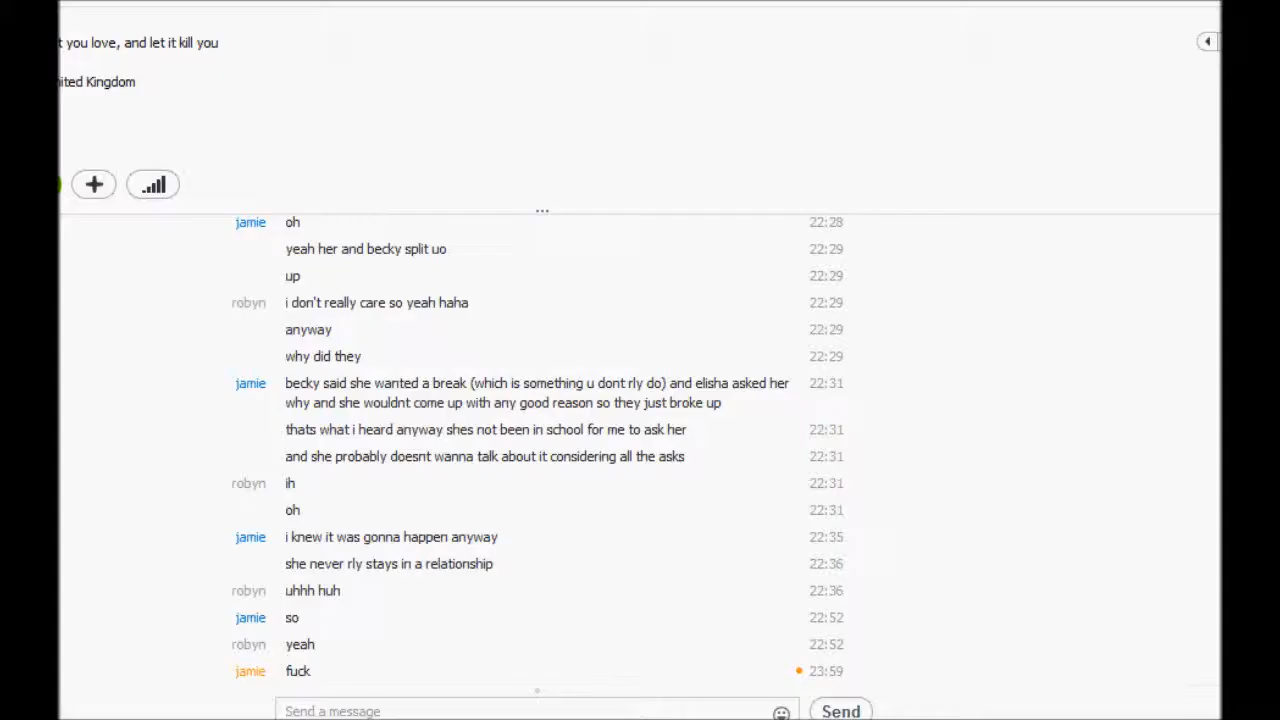 t you love, and let it kill you
ited Kingdom
jamie oh 22:28
yeah her and becky split uo 22:29
up 22:29
robyn i don't really care so yeah haha 22:29
anyway 22:29
why did they 22:29
jamie becky said she wanted a break (which is something u dont rly do) and elisha asked her 22:31
why and she wouldnt come up with any good reason so they just broke up
thats what i heard anyway shes not been in school for me to ask her 22:31
and she probably doesnt wanna talk about it considering all the asks 22:31
robyn ih 22:31
oh 22:31
jamie i knew it was gonna happen anyway 22:35
she never rly stays in a relationship 22:36
robyn uhhh huh 22:36
jamie so 22:52
robyn yeah 22:52
jamie fuck 23:59
Send a message Send